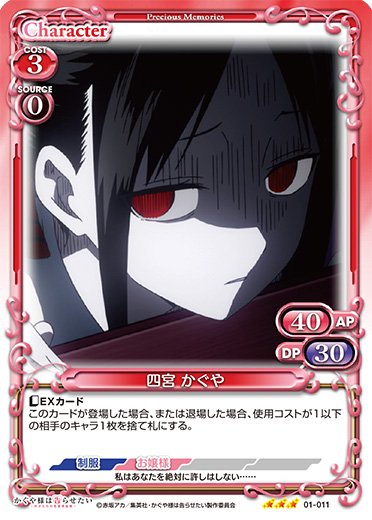 Precious Memories
Character
COST
3
SOURCE
0
40 AP
DP 30
四宮 かぐや
EXカード
このカードが登場した場合、または退場した場合、使用コストが1以下
の相手のキャラ1枚を捨て札にする。
制服 お嬢様
私はあなたを絶対に許しはしない……
かぐや様は告らせたい
©赤坂アカ/集英社・かぐや様は告らせたい製作委員会
01-011